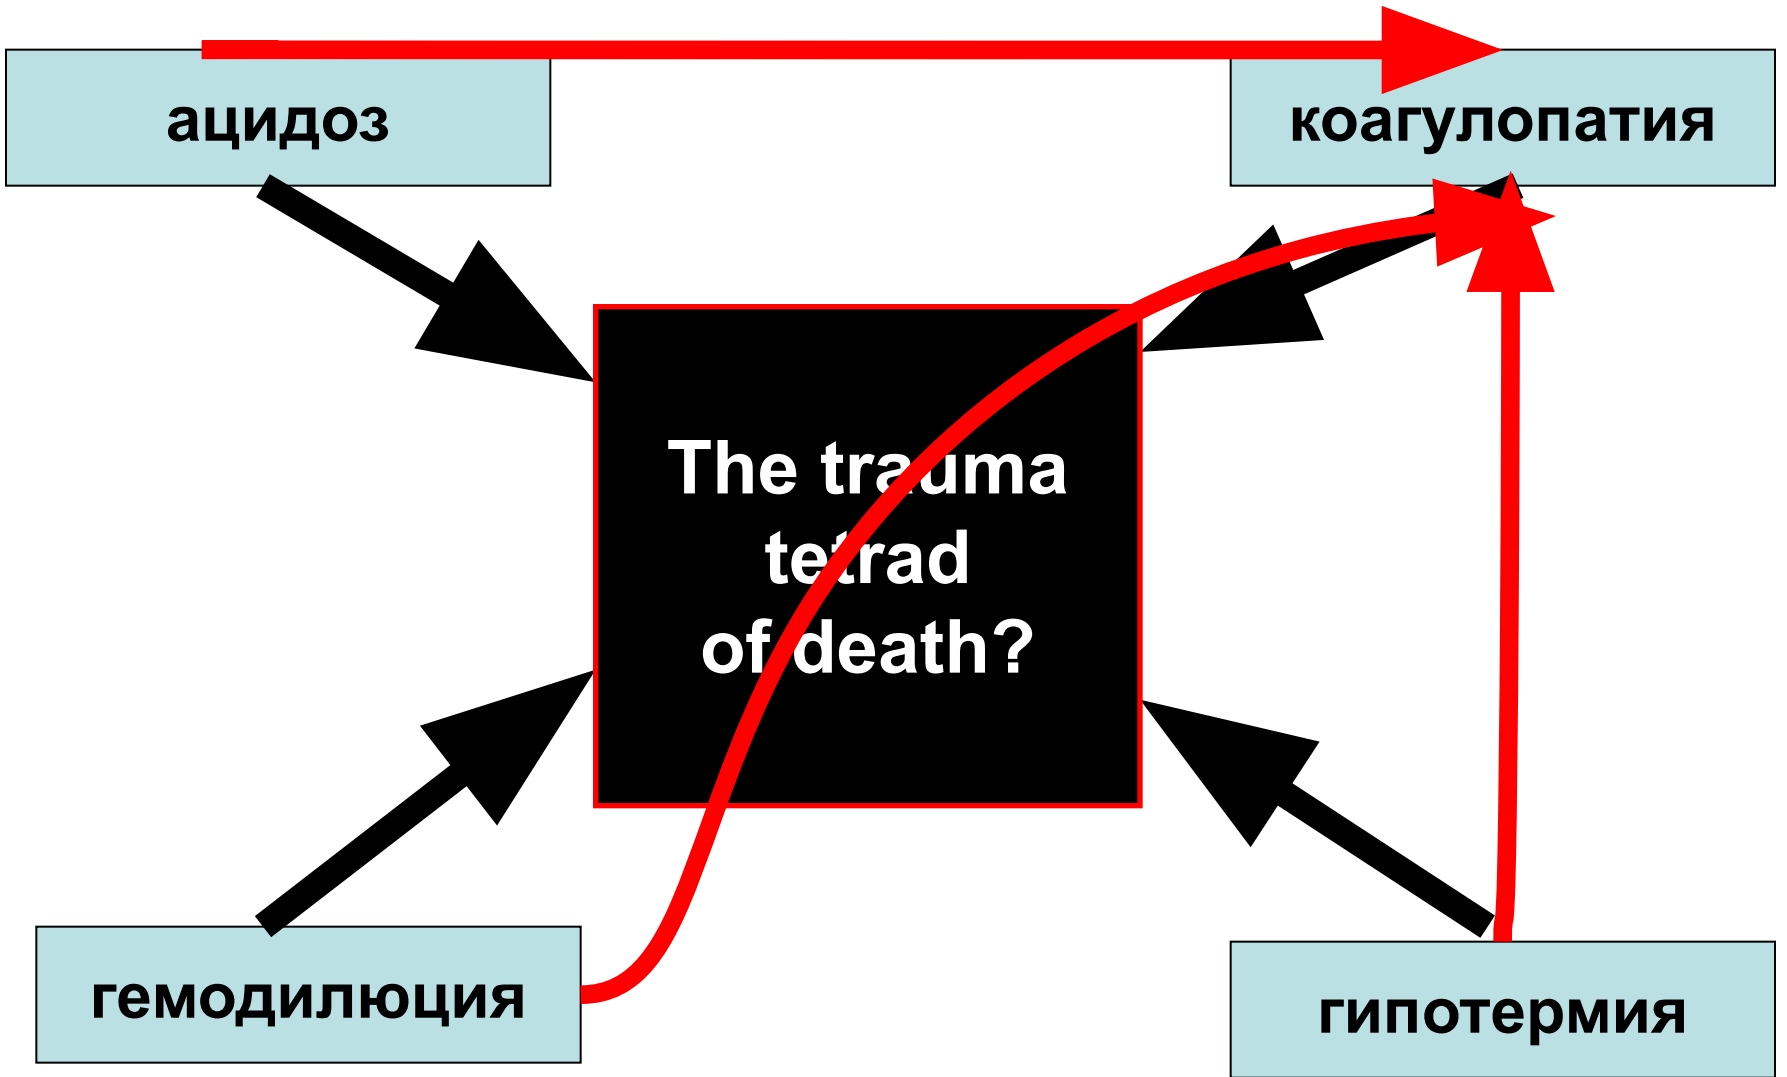 ацидоз
коагулопатия
The trauma
tetrad
of death?
гемодилюция
гипотермия